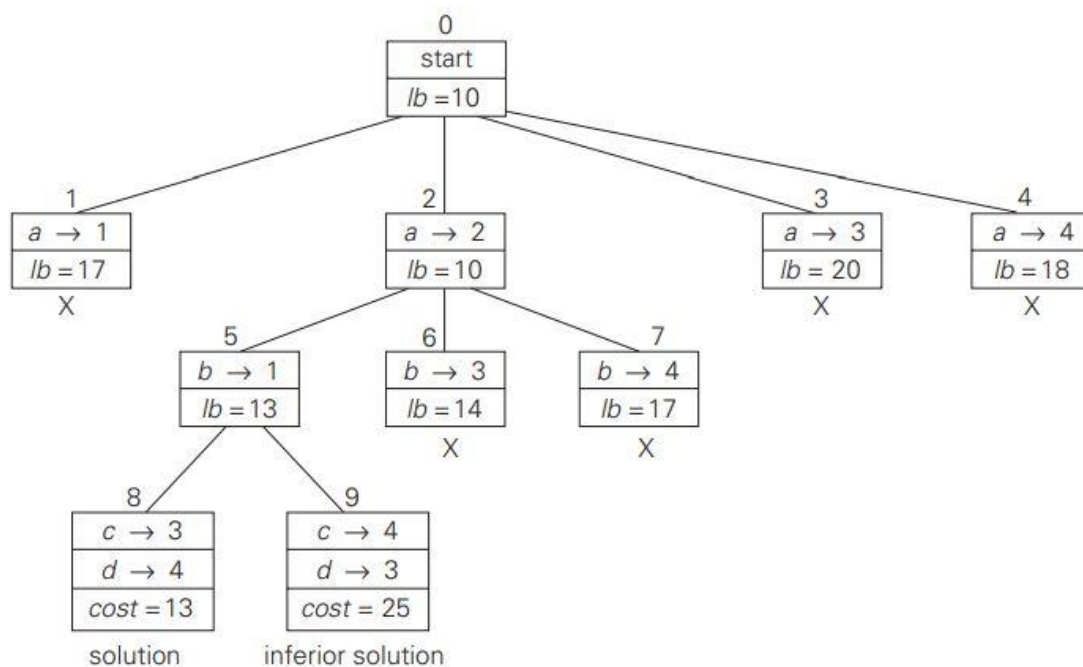 0
start
lb = 10
1
a → 1
lb = 17
X
2
a → 2
lb = 10
3
a → 3
lb = 20
X
4
a → 4
lb = 18
X
5
b → 1
lb = 13
6
b → 3
lb = 14
X
7
b → 4
lb = 17
X
8
c → 3
d → 4
cost = 13
solution
9
c → 4
d → 3
cost = 25
inferior solution